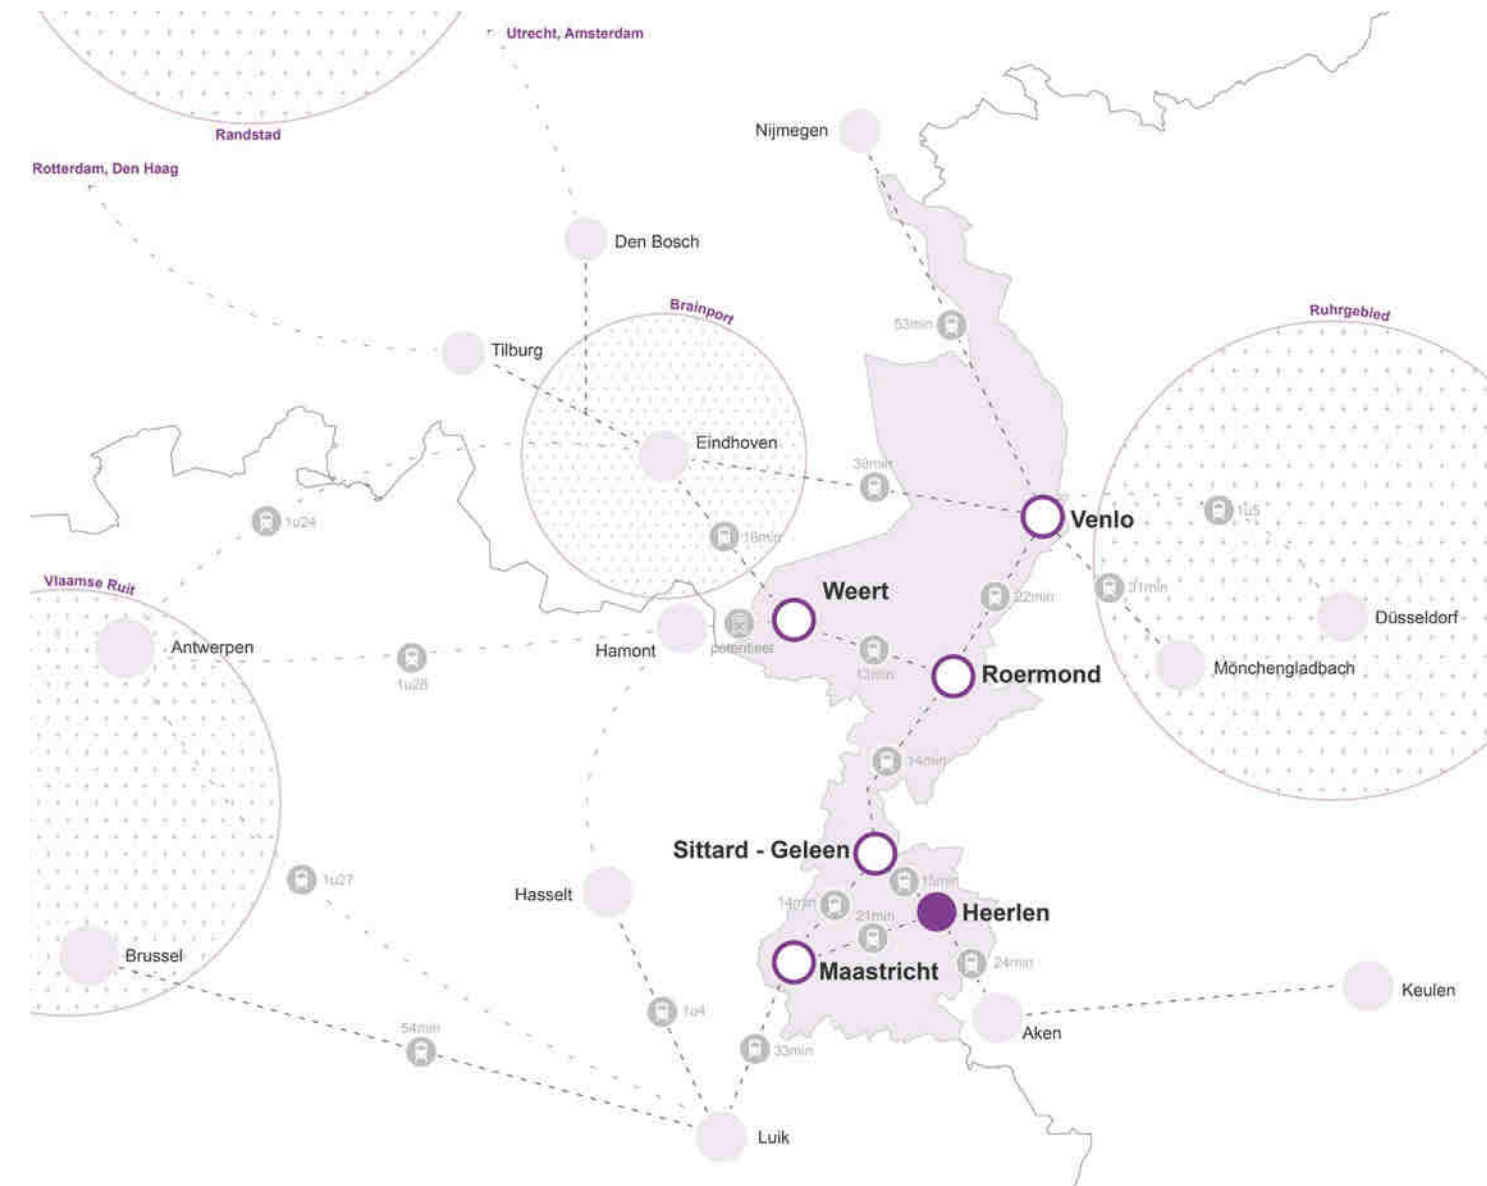 Utrecht, Amsterdam
Randstad
Nijmegen
Rotterdam, Den Haag
Den Bosch
Brainport
Ruhrgebied
53min
Tilburg
Eindhoven
39min
1u24
16min
Venlo
1u5
Vlaamse Ruit
Weert
22min
31min
Antwerpen
Hamont
potentieel
Düsseldorf
1u28
13min
Roermond
Mönchengladbach
14min
Sittard - Geleen
1u27
15min
Hasselt
14min
21min
Heerlen
Brussel
Maastricht
24min
Keulen
1u4
54min
33min
Aken
Luik